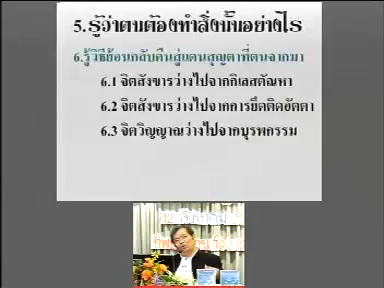 5.รู้ว่าตนต้องทำสิ่งนั้นอย่างไร
6.รู้วิธีย้อนกลับคืนสู่แดนสุญตาที่ตนจากมา
6.1 จิตสังขารว่างไปจากกิเลสตัณหา
6.2 จิตสังขารว่างไปจากการยึดติดอัตตา
6.3 จิตวิญญาณว่างไปจากบุรพกรรม